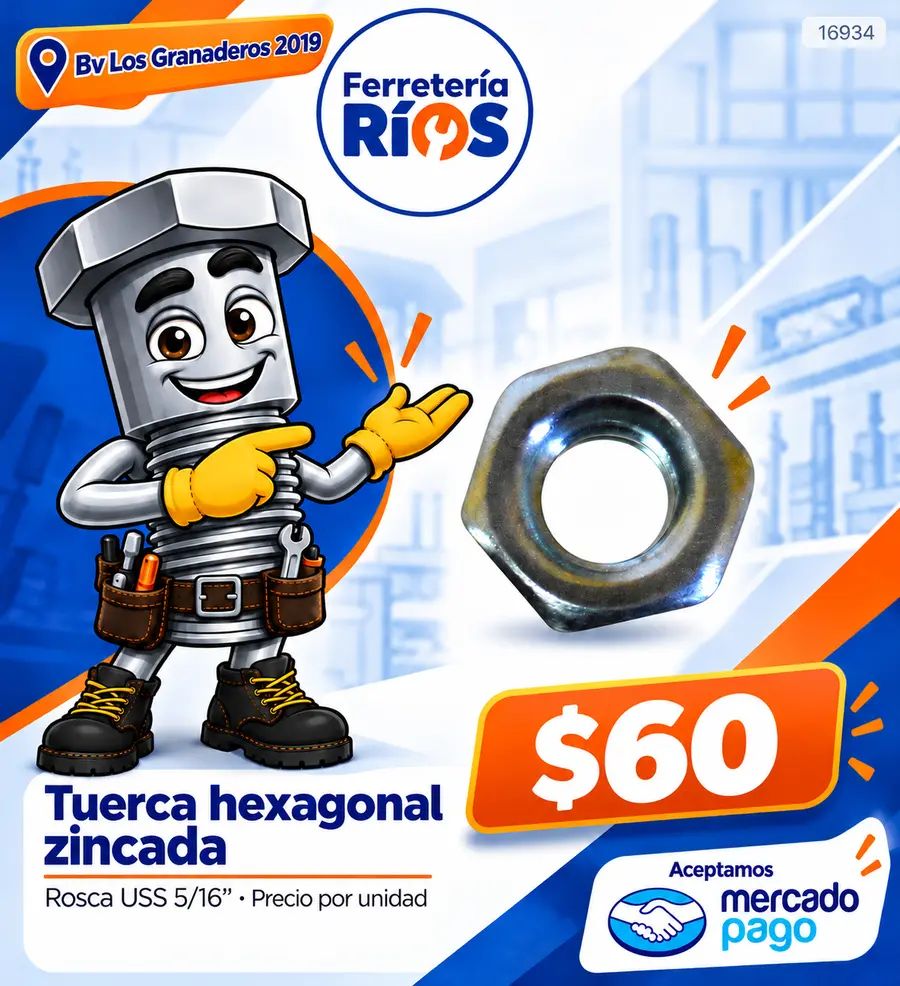 Bv Los Granaderos 2019
Ferretería
RÍOS
16934
$60
Tuerca hexagonal
zincada
Rosca USS 5/16” • Precio por unidad
Aceptamos
mercado
pago